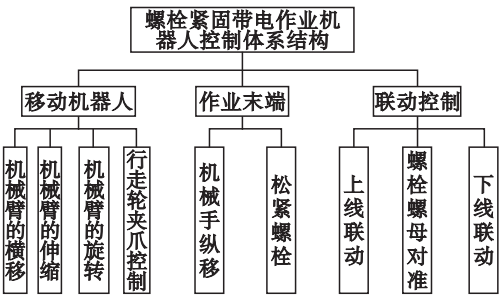 螺栓紧固带电作业机
器人控制体系结构
移动机器人
作业末端
联动控制
机械臂的横移
机械臂的伸缩
机械臂的旋转
行走轮夹爪控制
机械手纵移
松紧螺栓
上线联动
螺栓螺母对准
下线联动